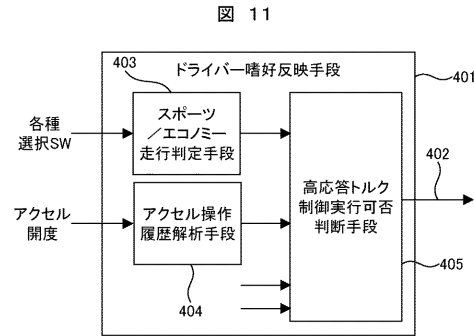 図 11
ドライバー嗜好反映手段
401
403
スポーツ
／エコノミー
走行判定手段
各種
選択SW
402
高応答トルク
制御実行可否
判断手段
アクセル
開度
アクセル操作
履歴解析手段
404
405